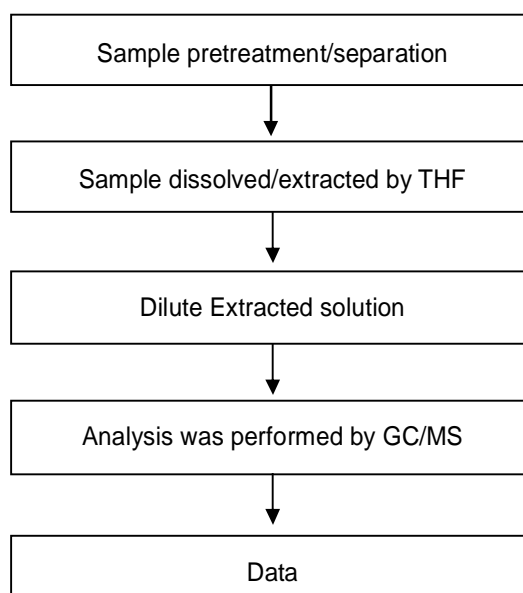 Sample pretreatment/separation
Sample dissolved/extracted by THF
Dilute Extracted solution
Analysis was performed by GC/MS
Data